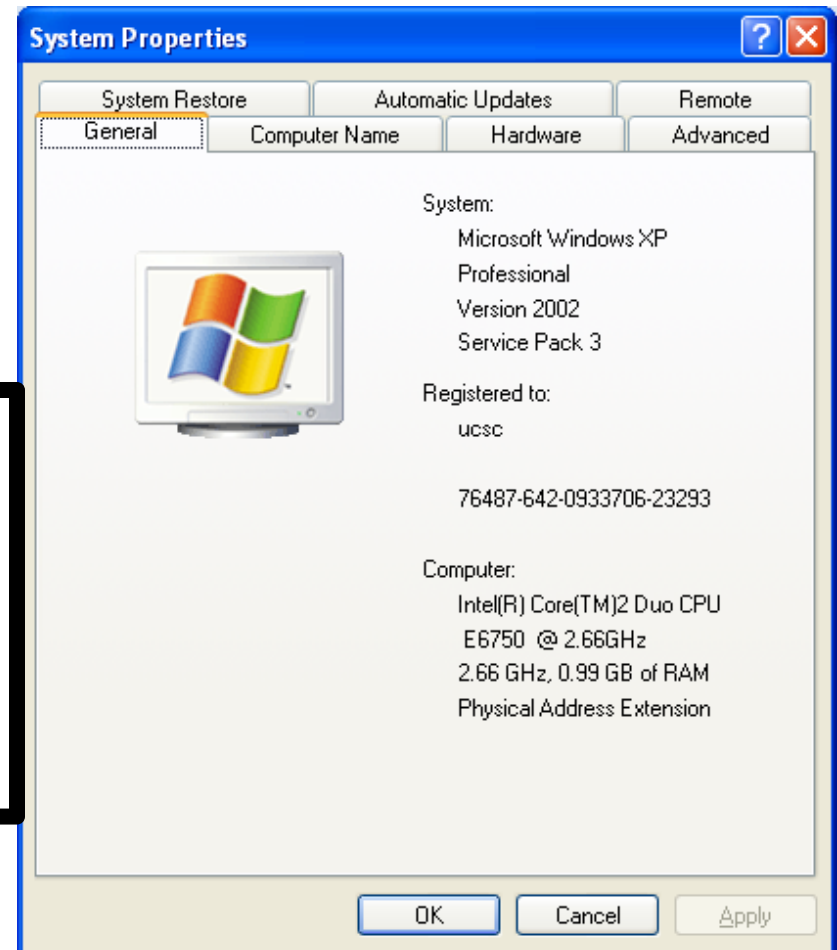 System Properties
System Restore Automatic Updates Remote
General Computer Name Hardware Advanced
System:
Microsoft Windows XP
Professional
Version 2002
Service Pack 3
Registered to:
ucsc
76487-642-0933706-23293
Computer:
Intel(R) Core(TM)2 Duo CPU
E6750 @ 2.66GHz
2.66 GHz, 0.99 GB of RAM
Physical Address Extension
OK Cancel Apply